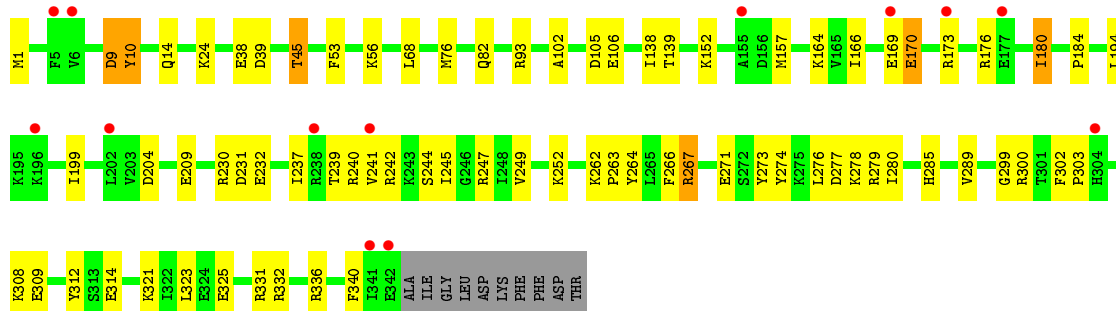 M1 F5 V6 D9 Y10 Q14 K24 E38 D39 T45 F53 K56 L68 M76 Q82 R93 A102 D105 E106 I138 T139 K152 A155 D156 M157 K164 V165 I166 E169 E170 R173 R176 E177 I180 P184 L194
K195 K196 I199 L202 V203 D204 E209 R230 D231 E232 I237 R238 T239 R240 V241 R242 K243 S244 I245 G246 R247 I248 V249 K252 K262 P263 Y264 L265 F266 R267 E271 S272 Y273 Y274 K275 L276 D277 K278 R279 I280 H285 V289 G299 R300 T301 F302 P303 H304
K308 E309 Y312 S313 E314 K321 I322 L323 E324 E325 R331 R332 R336 F340 I341 E342 ALA ILE GLY LEU ASP LYS PHE PHE ASP THR